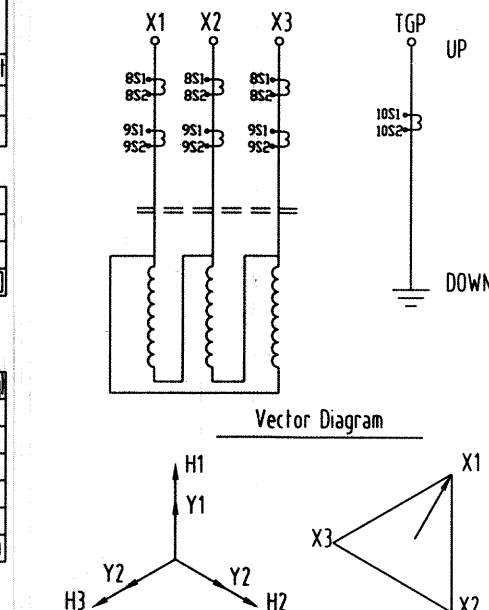 X1 X2 X3 TGP
UP
8S1 8S1 8S1
8S2 8S2 8S2
10S1
10S2
9S1 9S1 9S1
9S2 9S2 9S2
DOWN
Vector Diagram
H1
Y1
X1
X3
Y2 Y2
H3 H2
X2